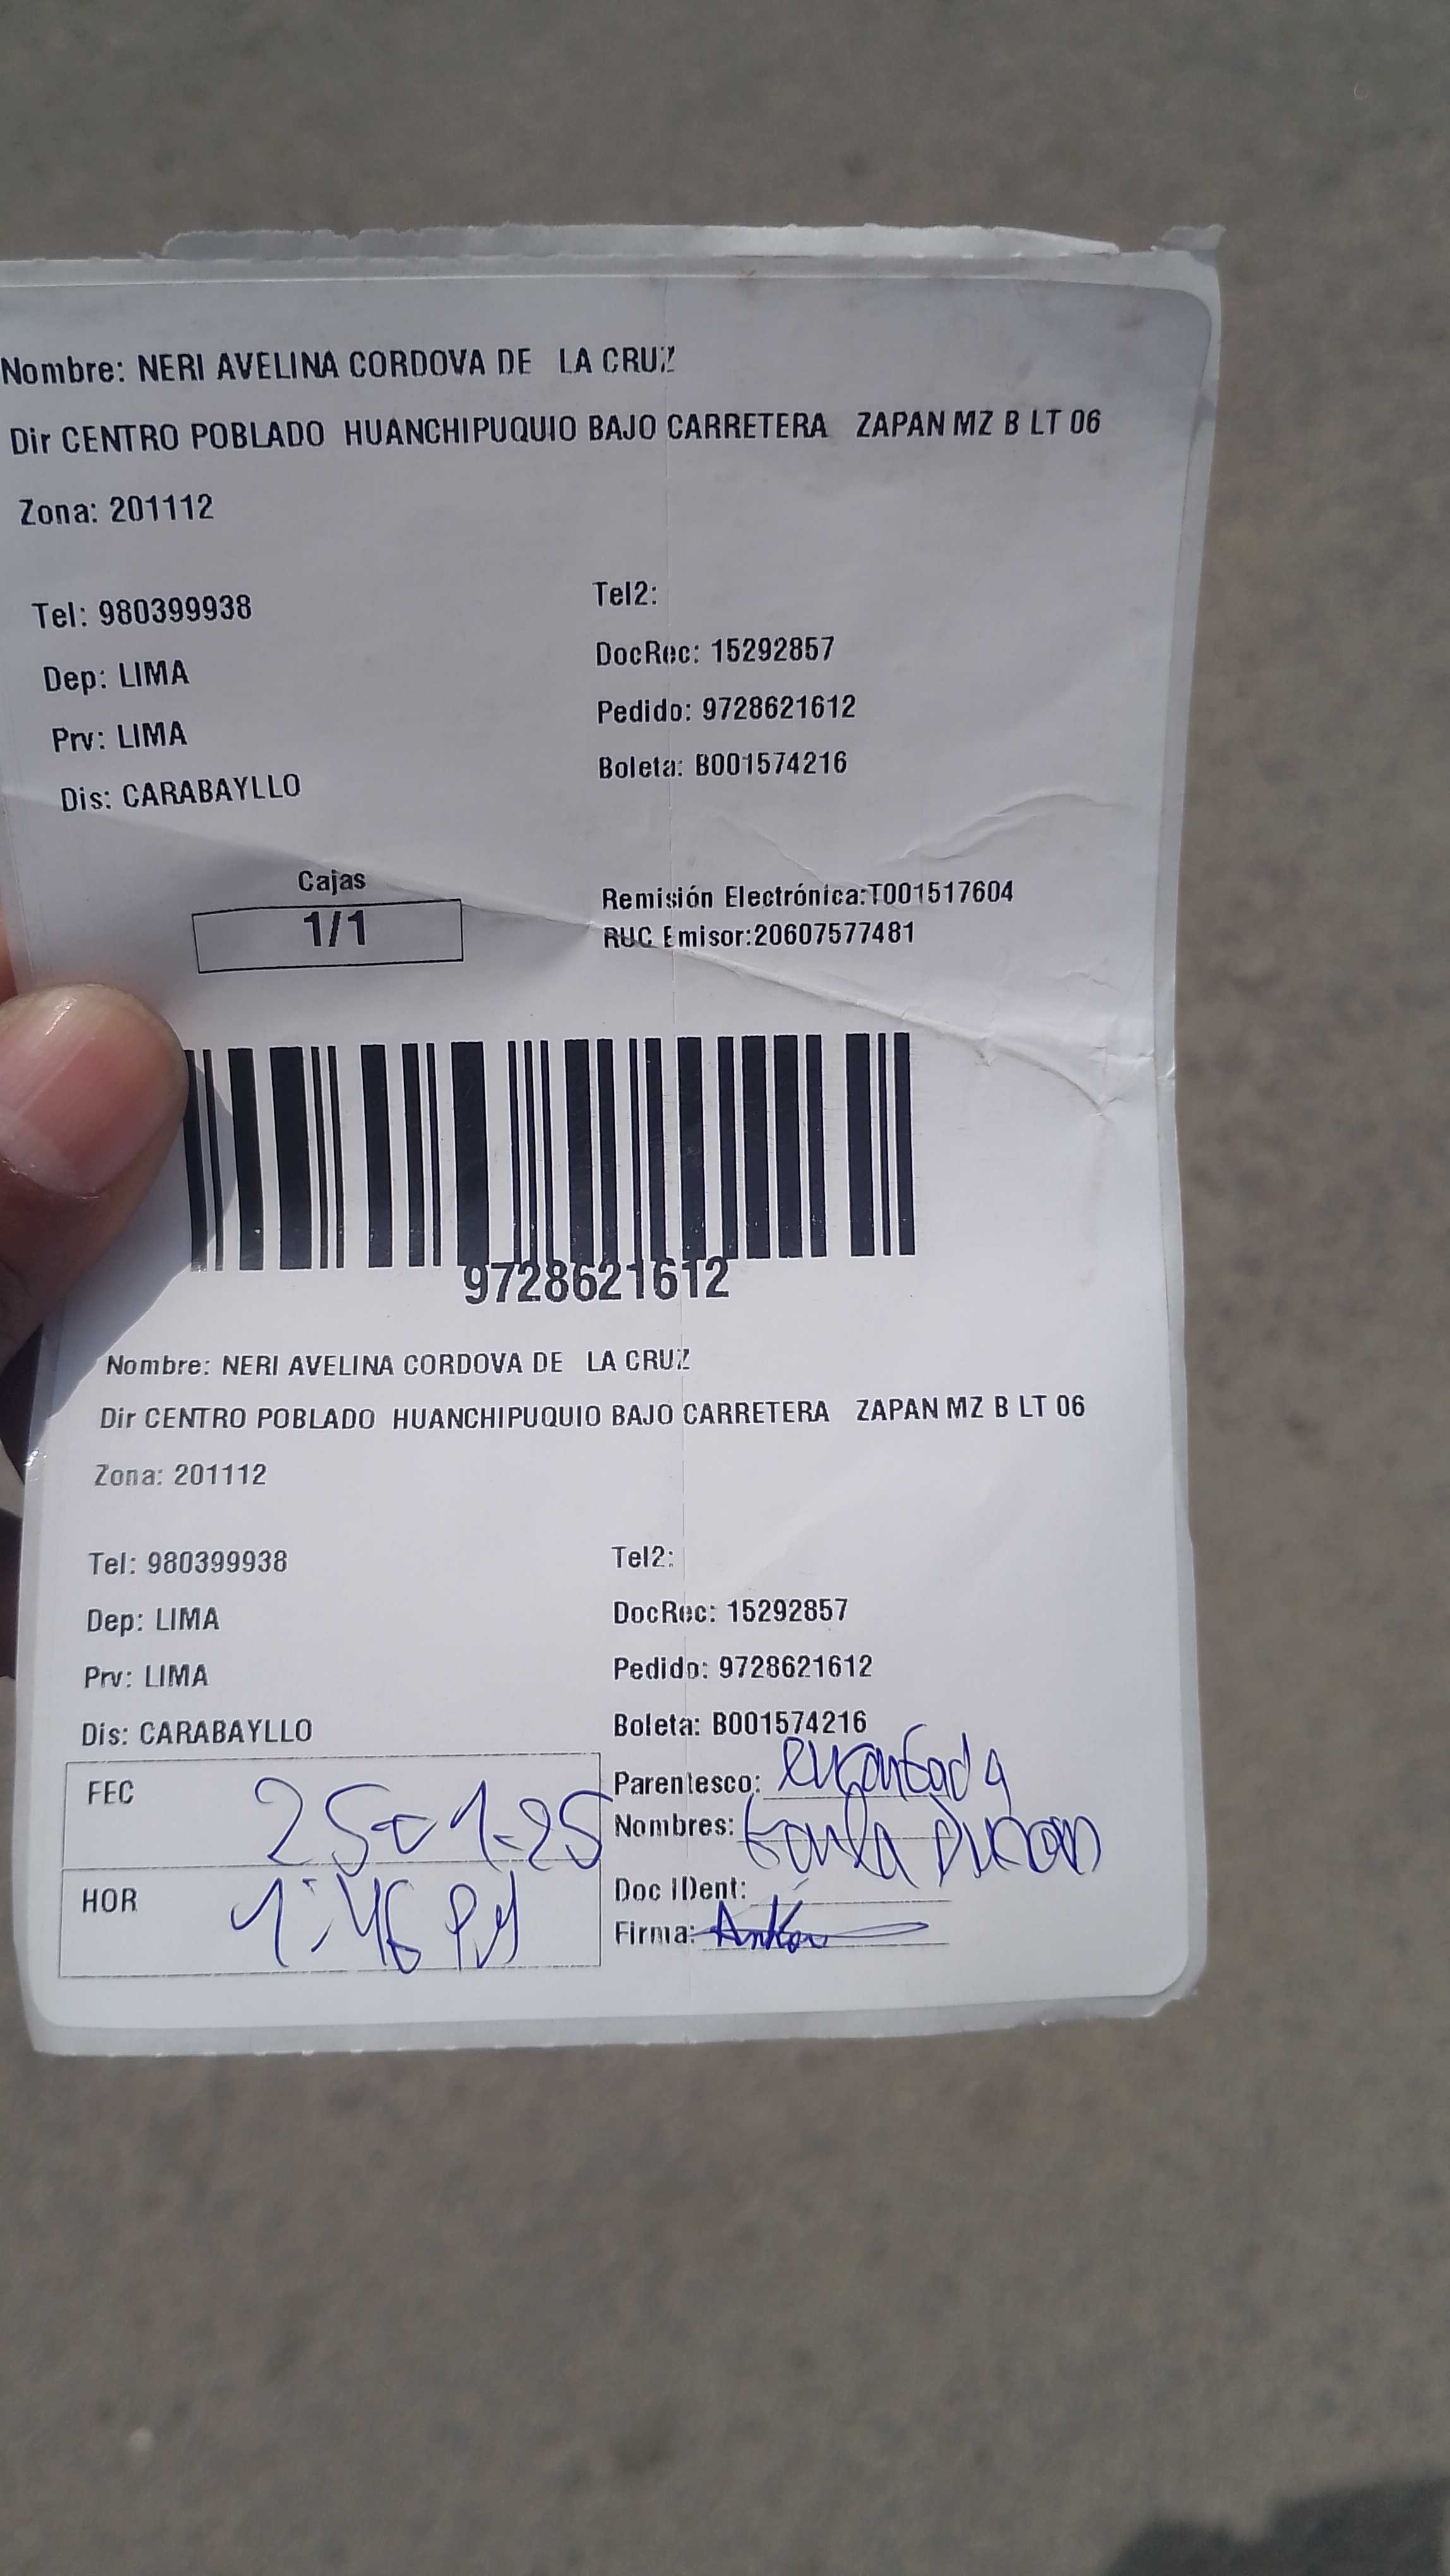 Nombre: NERI AVELINA CORDOVA DE LA CRUZ
Dir CENTRO POBLADO HUANCHIPUQUIO BAJO CARRETERA ZAPAN MZ B LT 06
Zona: 201112
Tel: 980399938
Tel2:
Dep: LIMA
DocRec: 15292857
Prv: LIMA
Pedido: 9728621612
Dis: CARABAYLLO
Boleta: B001574216
Cajas
1/1
Remisión Electrónica:T001517604
RUC Emisor:20607577481
9728621612
Nombre: NERI AVELINA CORDOVA DE LA CRUZ
Dir CENTRO POBLADO HUANCHIPUQUIO BAJO CARRETERA ZAPAN MZ B LT 06
Zona: 201112
Tel: 980399938
Tel2:
Dep: LIMA
DocRec: 15292857
Prv: LIMA
Pedido: 9728621612
Dis: CARABAYLLO
Boleta: B001574216
FEC 25-01-25
Parentesco:
Nombres:
HOR 1:46 PM
Doc IDent:
Firma: